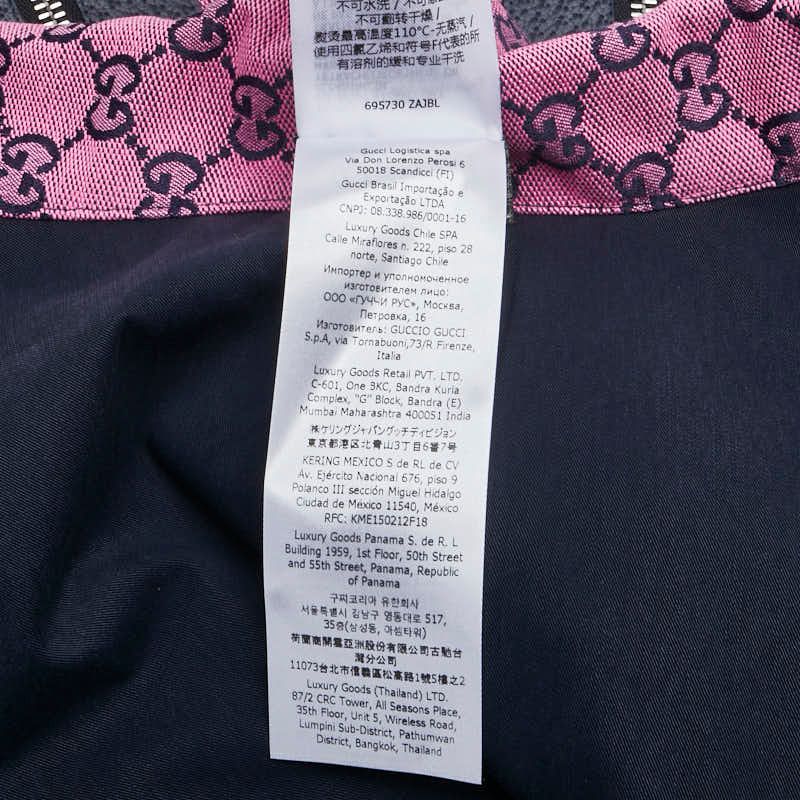 不可水洗 / 不可漂
不可翻转干燥 /
熨烫最高温度110°C-无蒸汽 /
使用四氯乙烯和符号F代表的所
有溶剂的缓和专业干洗
695730 ZAJBL
Gucci Logistica spa
Via Don Lorenzo Perosi 6
50018 Scandicci (FI)
Gucci Brasil Importação e
Exportação LTDA
CNPJ: 08.338.986/0001-16
Luxury Goods Chile SPA
Calle Miraflores n. 222, piso 28
norte, Santiago Chile
Импортер и уполномоченное
изготовителем лицо:
ООО «ГУЧЧИ РУС», Москва,
Петровка, 16
Изготовитель: GUCCIO GUCCI
S.p.A, via Tornabuoni,73/R Firenze,
Italia
Luxury Goods Retail PVT. LTD.
C-601, One BKC, Bandra Kurla
Complex, "G" Block, Bandra (E)
Mumbai Maharashtra 400051 India
㈱ケリングジャパングッチディビジョン
東京都港区北青山3丁目6番7号
KERING MEXICO S de RL de CV
Av. Ejército Nacional 676, piso 9
Polanco III sección Miguel Hidalgo
Ciudad de México 11540, México
RFC: KME150212F18
Luxury Goods Panama S. de R. L
Building 1959, 1st Floor, 50th Street
and 55th Street, Panama, Republic
of Panama
구찌코리아 유한회사
서울특별시 강남구 영동대로 517,
35층(삼성동, 아셈타워)
荷蘭商開雲亞洲股份有限公司古馳台
灣分公司
11073台北市信義區松高路1號5樓之2
Luxury Goods (Thailand) LTD.
87/2 CRC Tower, All Seasons Place,
35th Floor, Unit 5, Wireless Road,
Lumpini Sub-District, Pathumwan
District, Bangkok, Thailand